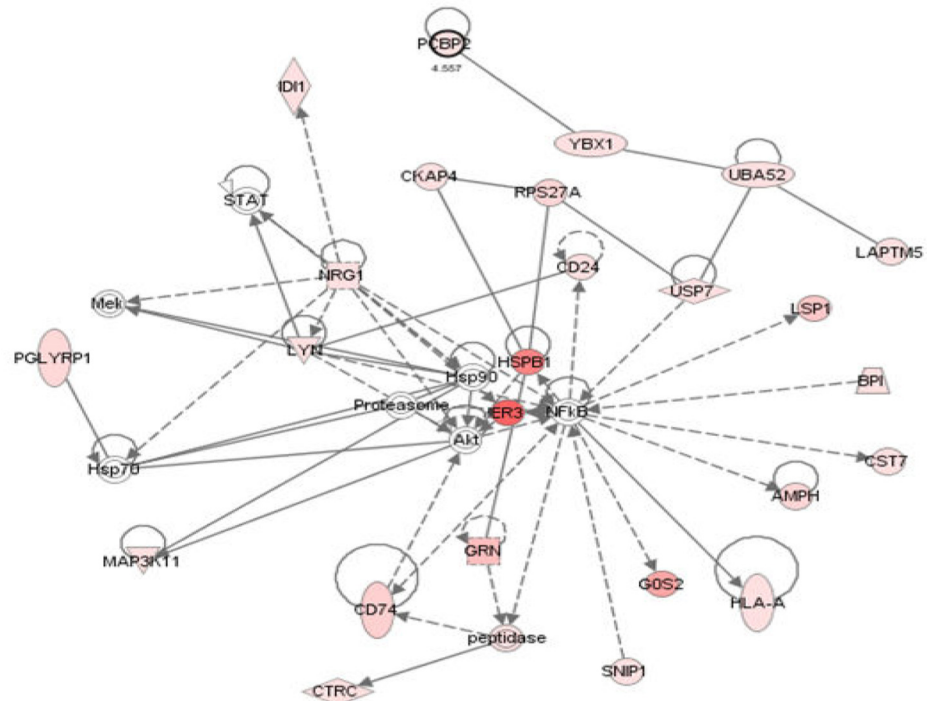 PCBP2
4.557
IDI1
YBX1
CKAP4
RPS27A
UBA52
STAT
LAPTM5
NRG1
CD24
USP7
Mek
LSP1
LYN
PGLYRP1
HSPB1
Hsp90
BPI
Proteasome
IER3
NFkB
Akt
Hsp70
CST7
AMPH
MAP3K11
GRN
G0S2
CD74
HLA-A
peptidase
SNIP1
CTRC